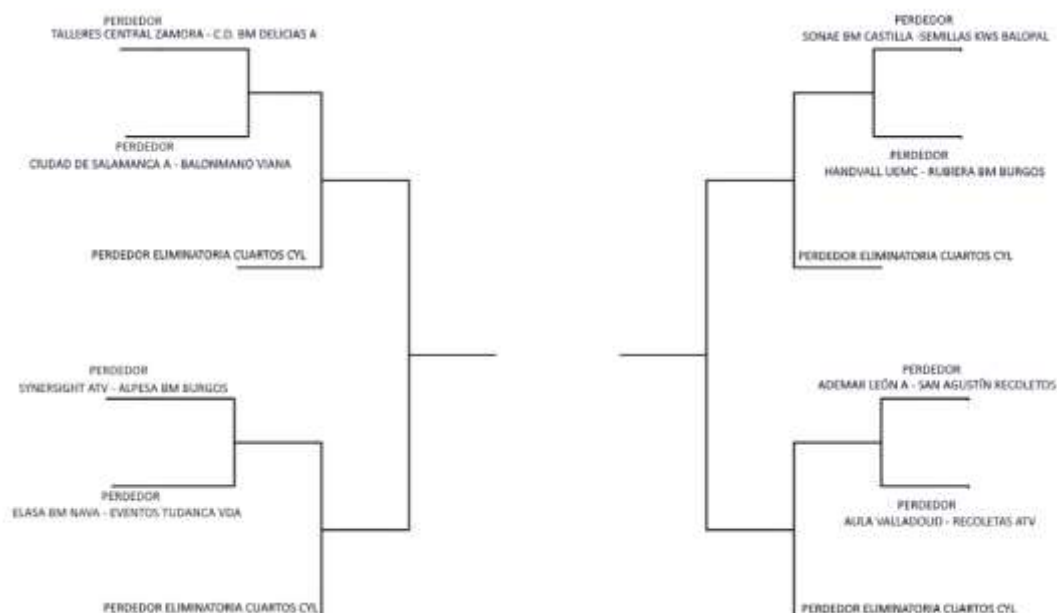 PERDEDOR
TALLERES CENTRAL ZAMORA - C.D. BM DELICIAS A
PERDEDOR
CIUDAD DE SALAMANCA A - BALONMANO VIANA
PERDEDOR ELIMINATORIA CUARTOS CYL
PERDEDOR
SYNERSIGHT ATV - ALPESA BM BURGOS
PERDEDOR
ELASA BM NAVA - EVENTOS TUDANCA VDA
PERDEDOR ELIMINATORIA CUARTOS CYL
PERDEDOR
SONAE BM CASTILLA -SEMILLAS KWS BALOPAL
PERDEDOR
HANDVALL UEMC - RUBIERA BM BURGOS
PERDEDOR ELIMINATORIA CUARTOS CYL
PERDEDOR
ADEMAR LEÓN A - SAN AGUSTÍN RECOLETOS
PERDEDOR
AULA VALLADOLID - RECOLETAS ATV
PERDEDOR ELIMINATORIA CUARTOS CYL